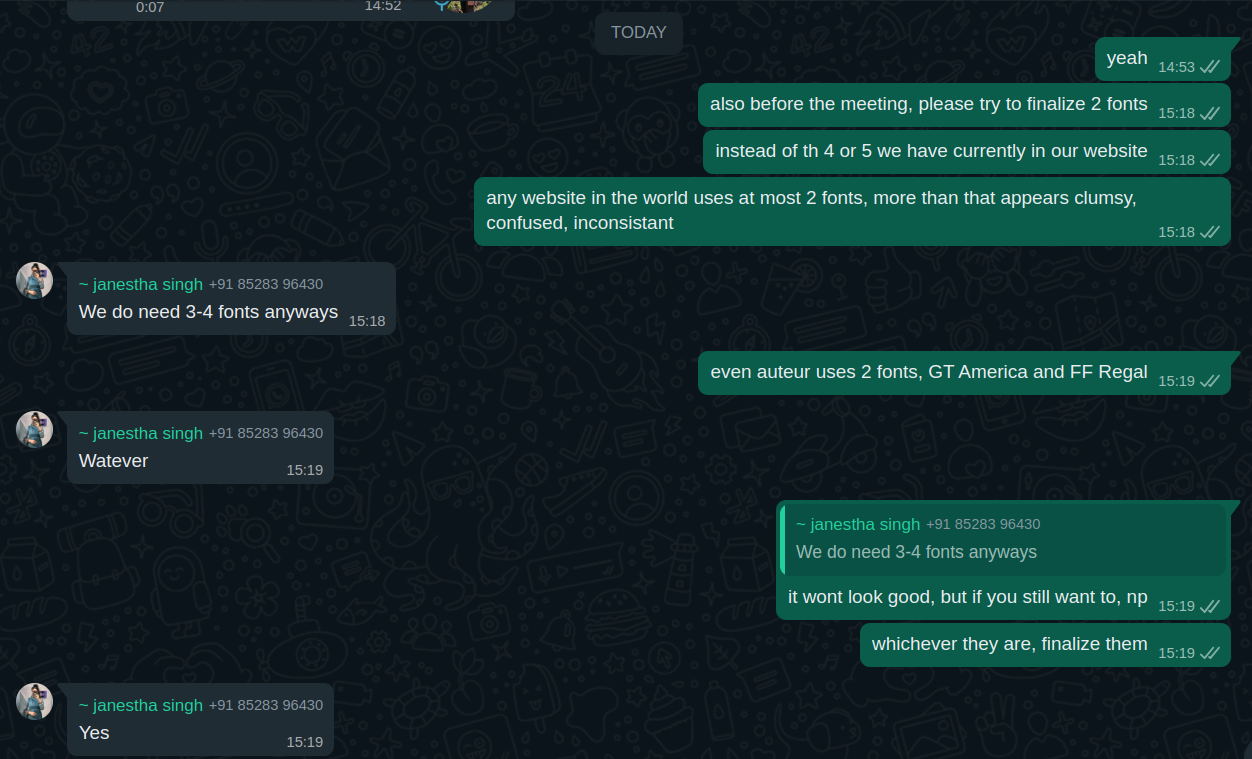 0:07 14:52
TODAY
yeah 14:53
also before the meeting, please try to finalize 2 fonts 15:18
instead of th 4 or 5 we have currently in our website 15:18
any website in the world uses at most 2 fonts, more than that appears clumsy,
confused, inconsistant 15:18
~ janestha singh +91 85283 96430
We do need 3-4 fonts anyways 15:18
even auteur uses 2 fonts, GT America and FF Regal 15:19
~ janestha singh +91 85283 96430
Watever 15:19
~ janestha singh +91 85283 96430
We do need 3-4 fonts anyways
it wont look good, but if you still want to, np 15:19
whichever they are, finalize them 15:19
~ janestha singh +91 85283 96430
Yes 15:19